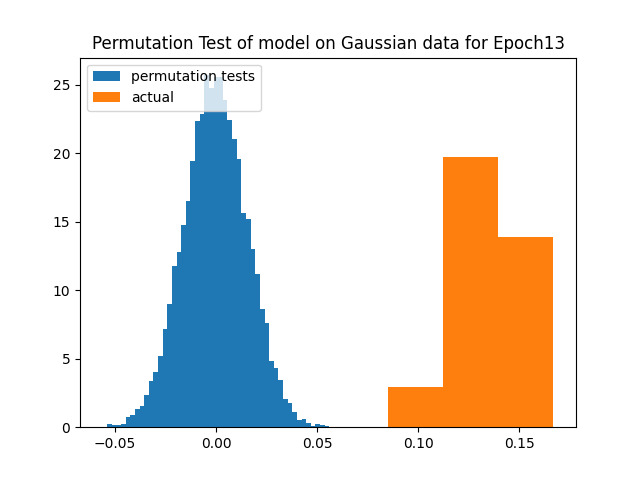 Permutation Test of model on Gaussian data for Epoch13
permutation tests
actual
25
20
15
10
5
0
−0.05 0.00 0.05 0.10 0.15